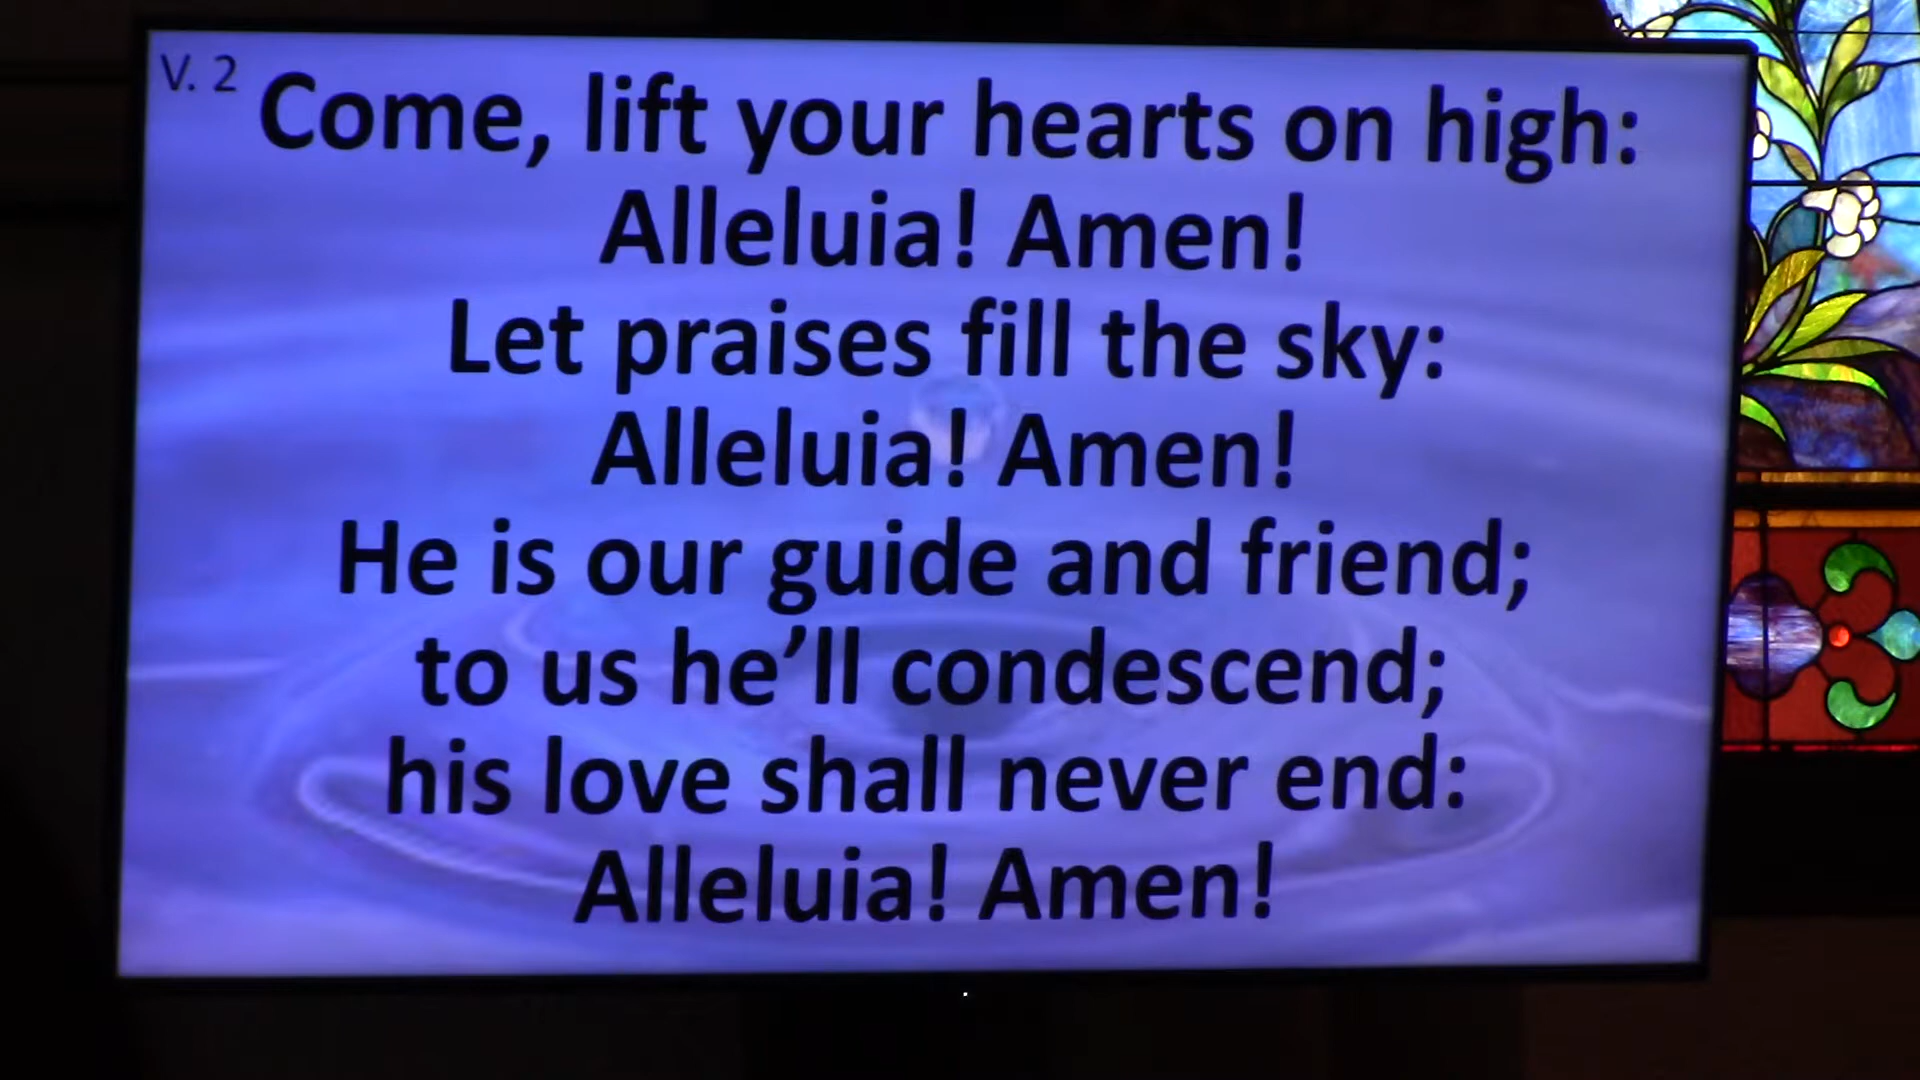 V. 2
Come, lift your hearts on high:
Alleluia! Amen!
Let praises fill the sky:
Alleluia! Amen!
He is our guide and friend;
to us he’ll condescend;
his love shall never end:
Alleluia! Amen!